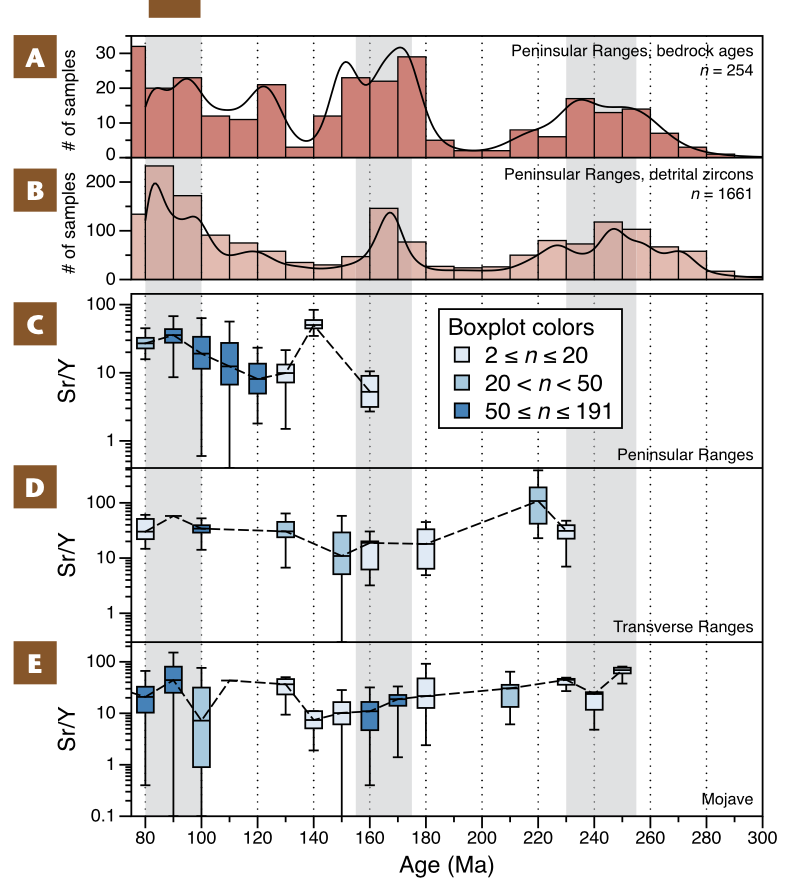 A
# of samples
30
20
10
0
Peninsular Ranges, bedrock ages
n = 254
B
# of samples
200
100
0
Peninsular Ranges, detrital zircons
n = 1661
C
Sr/Y
100
10
1
Boxplot colors
2 ≤ n ≤ 20
20 < n < 50
50 ≤ n ≤ 191
Peninsular Ranges
D
Sr/Y
100
10
1
Transverse Ranges
E
Sr/Y
100
10
1
0.1
Mojave
80 100 120 140 160 180 200 220 240 260 280 300
Age (Ma)